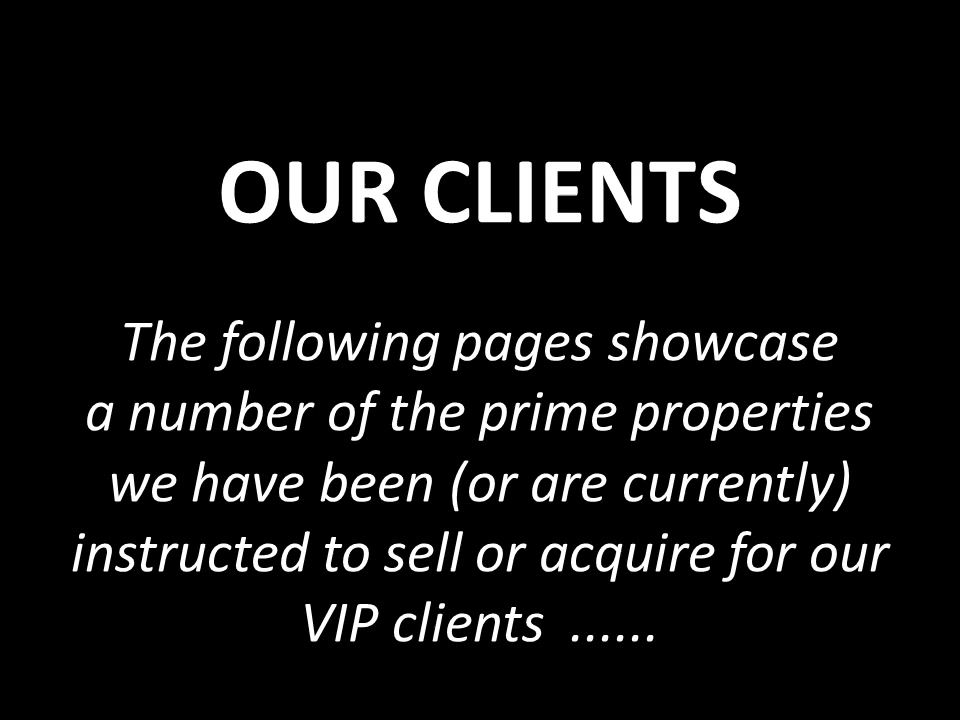 OUR CLIENTS
The following pages showcase
a number of the prime properties
we have been (or are currently)
instructed to sell or acquire for our
VIP clients ......